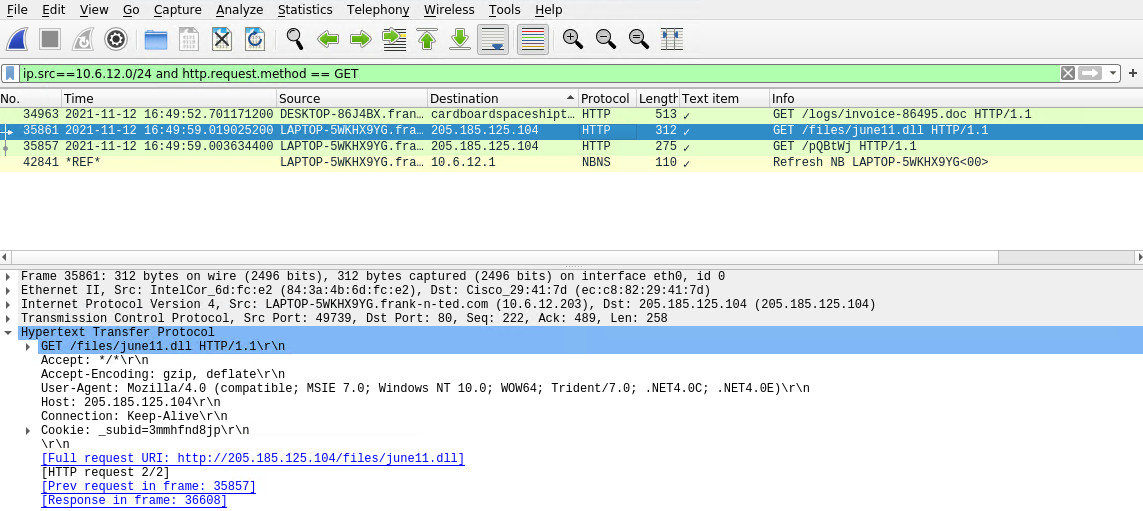 File Edit View Go Capture Analyze Statistics Telephony Wireless Tools Help
ip.src==10.6.12.0/24 and http.request.method == GET
No. Time Source Destination Protocol Length Text item Info
34963 2021-11-12 16:49:52.701171200 DESKTOP-86J4BX.fran… cardboardspaceshipt… HTTP 513 ✓ GET /logs/invoice-86495.doc HTTP/1.1
35861 2021-11-12 16:49:59.019025200 LAPTOP-5WKHX9YG.fra… 205.185.125.104 HTTP 312 ✓ GET /files/june11.dll HTTP/1.1
35857 2021-11-12 16:49:59.003634400 LAPTOP-5WKHX9YG.fra… 205.185.125.104 HTTP 275 ✓ GET /pQBtWj HTTP/1.1
42841 *REF* LAPTOP-5WKHX9YG.fra… 10.6.12.1 NBNS 110 ✓ Refresh NB LAPTOP-5WKHX9YG<00>
Frame 35861: 312 bytes on wire (2496 bits), 312 bytes captured (2496 bits) on interface eth0, id 0
Ethernet II, Src: IntelCor_6d:fc:e2 (84:3a:4b:6d:fc:e2), Dst: Cisco_29:41:7d (ec:c8:82:29:41:7d)
Internet Protocol Version 4, Src: LAPTOP-5WKHX9YG.frank-n-ted.com (10.6.12.203), Dst: 205.185.125.104 (205.185.125.104)
Transmission Control Protocol, Src Port: 49739, Dst Port: 80, Seq: 222, Ack: 489, Len: 258
Hypertext Transfer Protocol
GET /files/june11.dll HTTP/1.1\r\n
Accept: */*\r\n
Accept-Encoding: gzip, deflate\r\n
User-Agent: Mozilla/4.0 (compatible; MSIE 7.0; Windows NT 10.0; WOW64; Trident/7.0; .NET4.0C; .NET4.0E)\r\n
Host: 205.185.125.104\r\n
Connection: Keep-Alive\r\n
Cookie: _subid=3mmhfnd8jp\r\n
\r\n
[Full request URI: http://205.185.125.104/files/june11.dll]
[HTTP request 2/2]
[Prev request in frame: 35857]
[Response in frame: 36608]